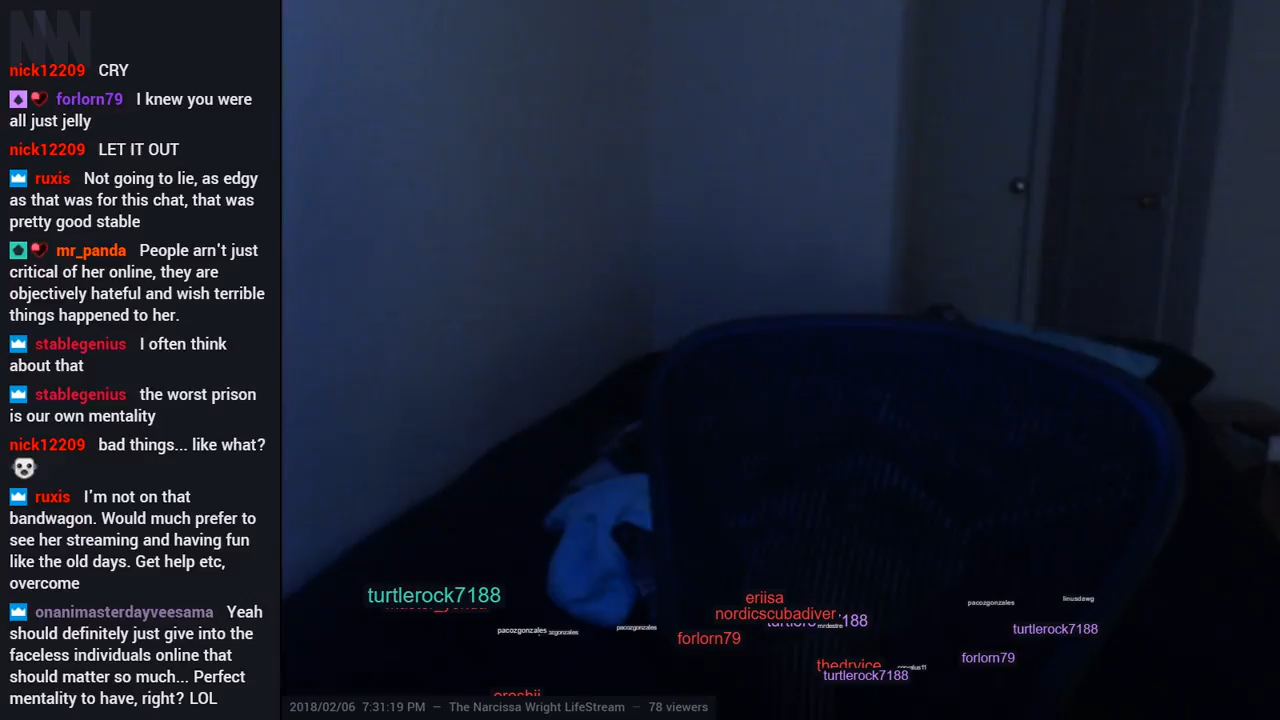 NNN
nick12209 CRY
forlorn79 I knew you were
all just jelly
nick12209 LET IT OUT
ruxis Not going to lie, as edgy
as that was for this chat, that was
pretty good stable
mr_panda People arn't just
critical of her online, they are
objectively hateful and wish terrible
things happened to her.
stablegenius I often think
about that
stablegenius the worst prison
is our own mentality
nick12209 bad things... like what?
ruxis I'm not on that
bandwagon. Would much prefer to
see her streaming and having fun
like the old days. Get help etc,
overcome
onanimasterdayveesama Yeah
should definitely just give into the
faceless individuals online that
should matter so much... Perfect
mentality to have, right? LOL
turtlerock7188
eriisa
nordicscubadiver
188
mrdestre
forlorn79
pacozgonzales
pacozgonzales
pacozgonzales
linusdawg
turtlerock7188
forlorn79
thedrvice
turtlerock7188
2018/02/06 7:31:19 PM – The Narcissa Wright LifeStream – 78 viewers